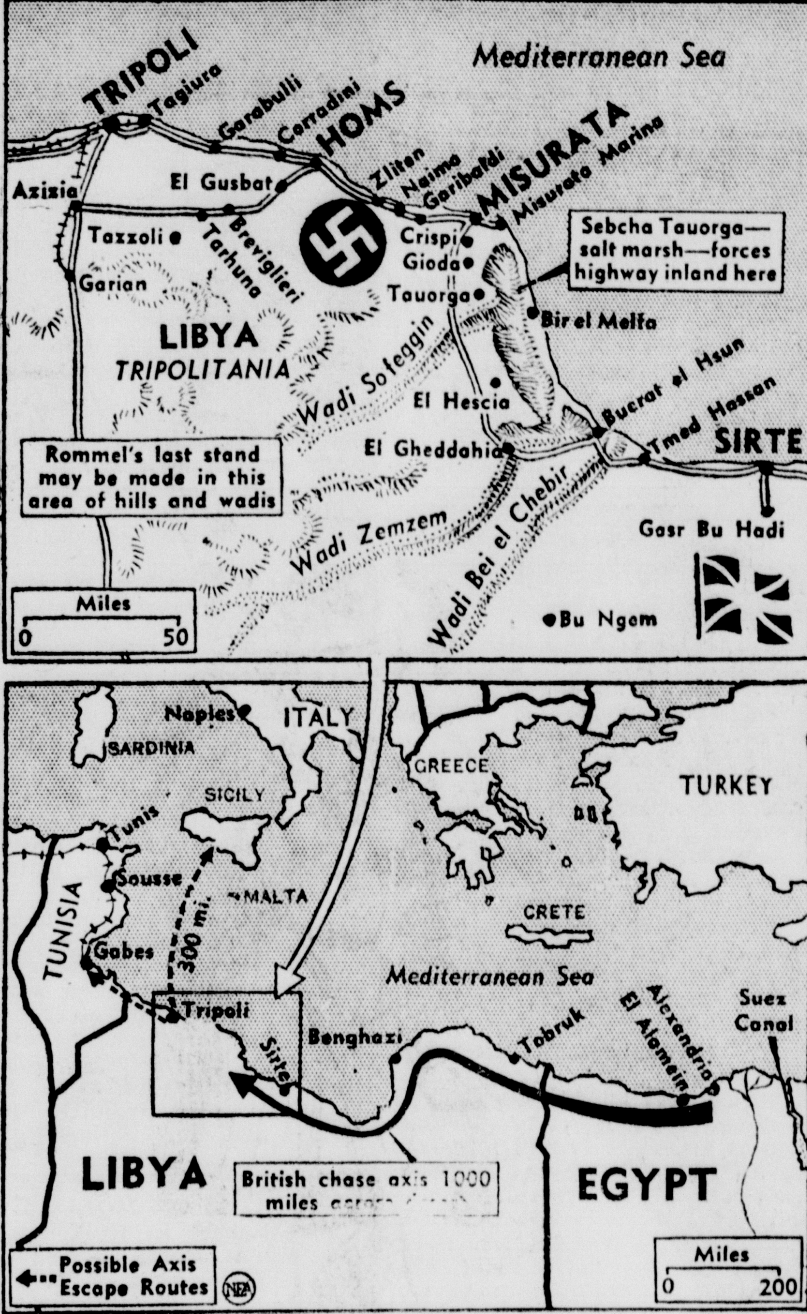 Mediterranean Sea
TRIPOLI
Tagiura
Garabulli
Corradini
HOMS
Zliten
Naima
Garibaldi
MISURATA
Misurata Marina
Azizia
El Gusbat
Tazzoli
Tarhuna
Breviglieri
Crispi
Gioda
Tauorga
Garian
Sebcha Tauorga—
salt marsh—forces
highway inland here
LIBYA
TRIPOLITANIA
Bir el Melfa
Wadi Sofeggin
El Hescia
Bucrat el Hsun
Tmed Hassan
SIRTE
El Gheddahia
Rommel's last stand
may be made in this
area of hills and wadis
Wadi Zemzem
Wadi Bei el Chebir
Gasr Bu Hadi
Bu Ngem
Miles
0 50
Naples
ITALY
SARDINIA
GREECE
TURKEY
SICILY
Tunis
Sousse
MALTA
TUNISIA
300 mi.
CRETE
Gabes
Mediterranean Sea
Tripoli
Sirte
Benghazi
Tobruk
El Alamein
Alexandria
Suez
Canal
LIBYA
EGYPT
British chase axis 1000
miles
Possible Axis
Escape Routes
NEA
Miles
0 200